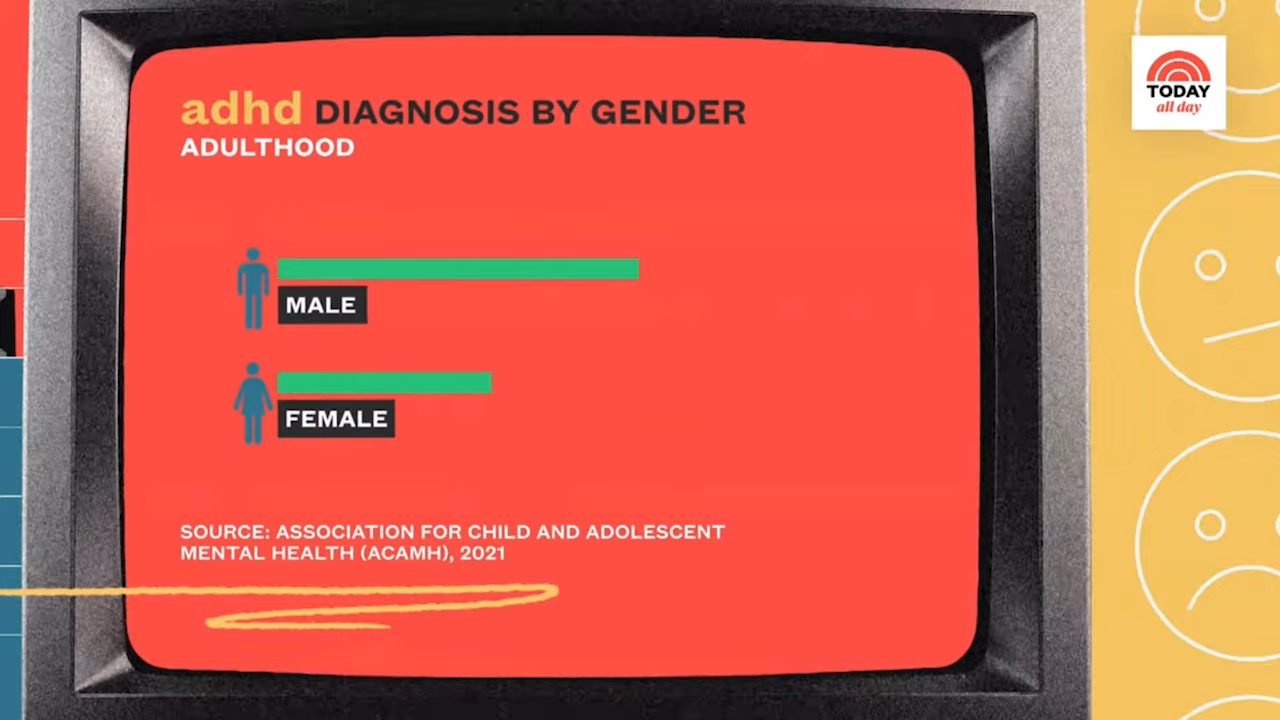 adhd DIAGNOSIS BY GENDER
ADULTHOOD
MALE
FEMALE
SOURCE: ASSOCIATION FOR CHILD AND ADOLESCENT
MENTAL HEALTH (ACAMH), 2021
TODAY
all day